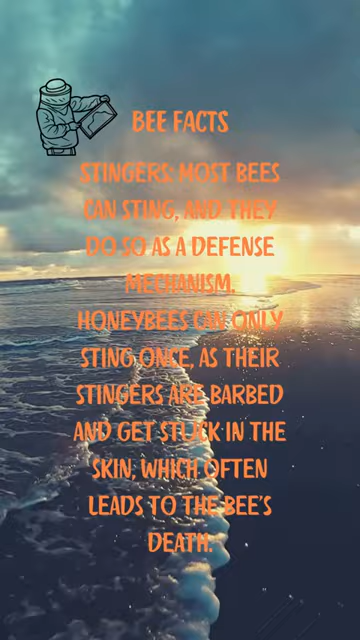 BEE FACTS
STINGERS: MOST BEES
CAN STING, AND THEY
DO SO AS A DEFENSE
MECHANISM.
HONEYBEES CAN ONLY
STING ONCE, AS THEIR
STINGERS ARE BARBED
AND GET STUCK IN THE
SKIN, WHICH OFTEN
LEADS TO THE BEE'S
DEATH.